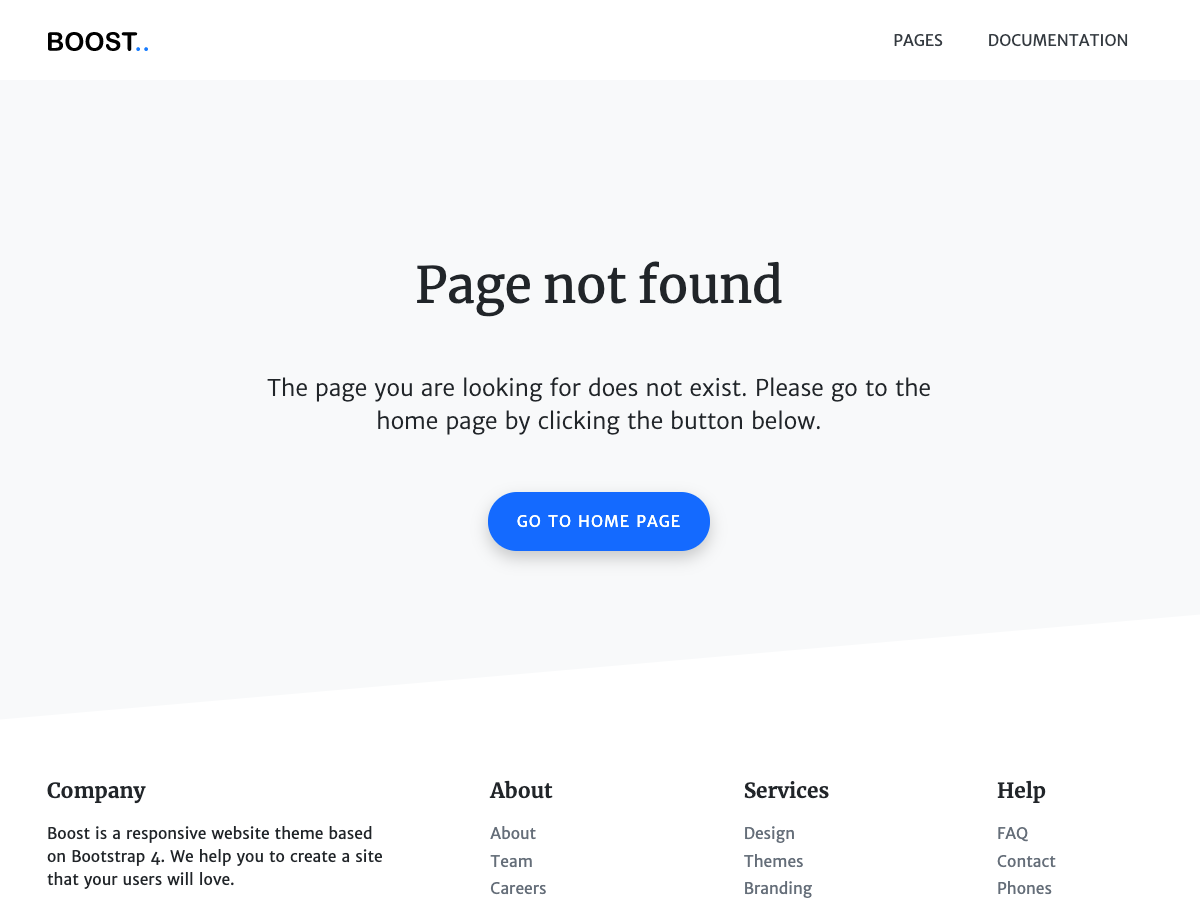 BOOST..
PAGES
DOCUMENTATION
Page not found
The page you are looking for does not exist. Please go to the
home page by clicking the button below.
GO TO HOME PAGE
Company
Boost is a responsive website theme based
on Bootstrap 4. We help you to create a site
that your users will love.
About
About
Team
Careers
Services
Design
Themes
Branding
Help
FAQ
Contact
Phones